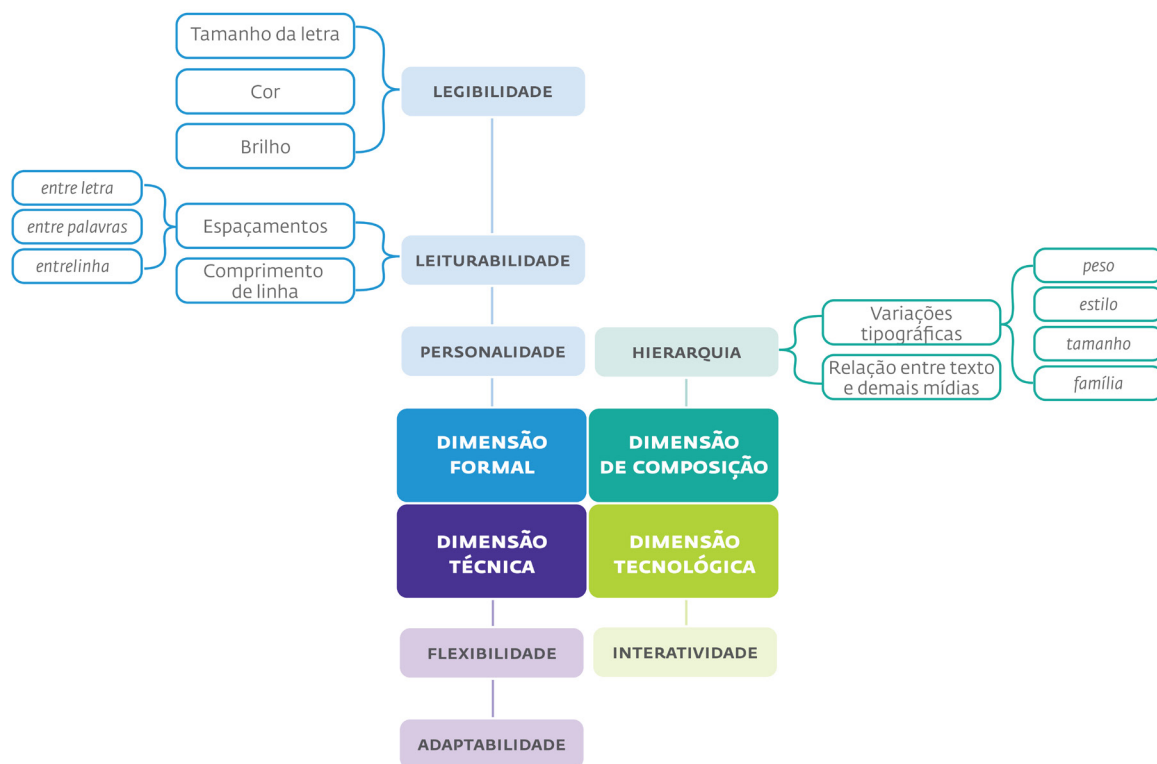 Tamanho da letra
Cor
Brilho
LEGIBILIDADE
entre letra
entre palavras
entrelinha
Espaçamentos
Comprimento
de linha
LEITURABILIDADE
PERSONALIDADE
HIERARQUIA
Variações
tipográficas
Relação entre texto
e demais mídias
peso
estilo
tamanho
família
DIMENSÃO
FORMAL
DIMENSÃO
DE COMPOSIÇÃO
DIMENSÃO
TÉCNICA
DIMENSÃO
TECNOLÓGICA
FLEXIBILIDADE
INTERATIVIDADE
ADAPTABILIDADE